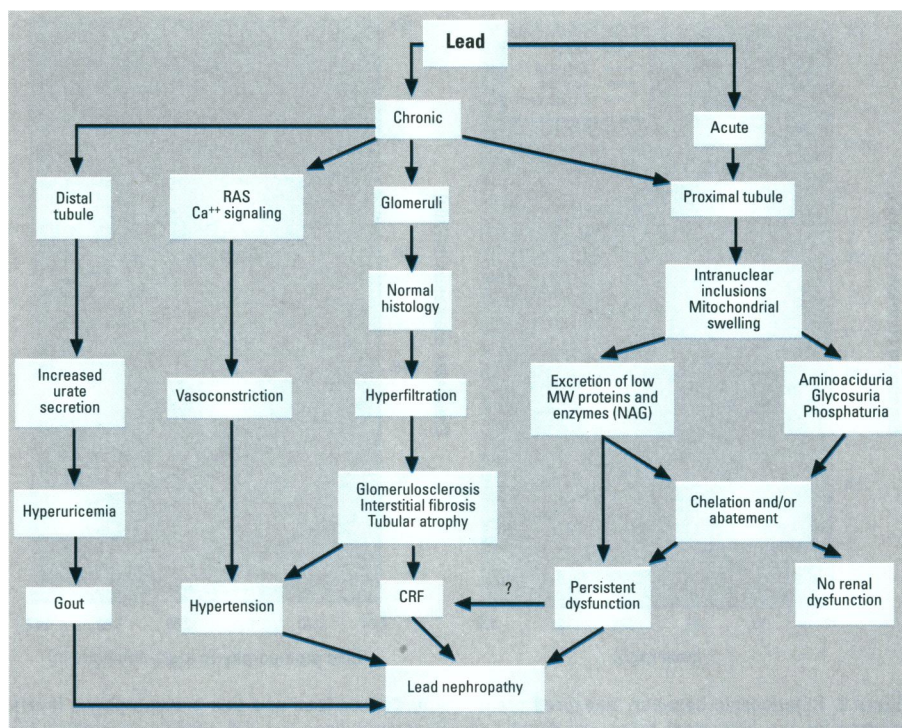 Lead
Chronic
Acute
Distal
tubule
RAS
Ca++ signaling
Glomeruli
Proximal tubule
Normal
histology
Intranuclear
inclusions
Mitochondrial
swelling
Increased
urate
secretion
Vasoconstriction
Hyperfiltration
Excretion of low
MW proteins and
enzymes (NAG)
Aminoaciduria
Glycosuria
Phosphaturia
Hyperuricemia
Glomerulosclerosis
Interstitial fibrosis
Tubular atrophy
Chelation and/or
abatement
Gout
Hypertension
CRF
?
Persistent
dysfunction
No renal
dysfunction
Lead nephropathy